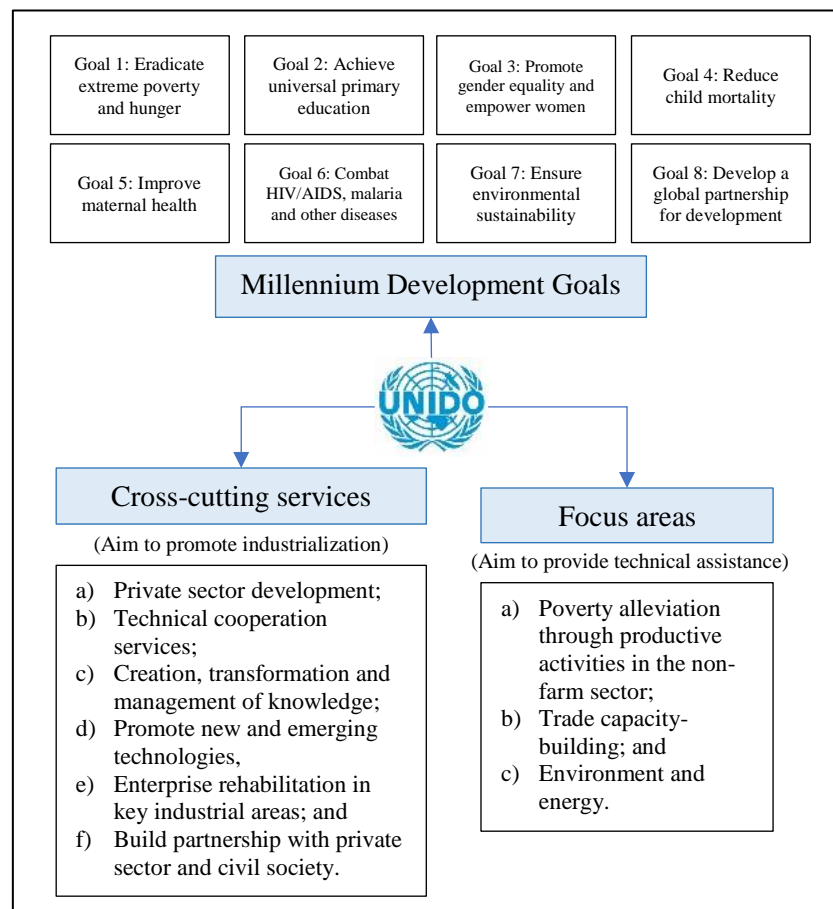 Goal 1: Eradicate
extreme poverty
and hunger
Goal 2: Achieve
universal primary
education
Goal 3: Promote
gender equality and
empower women
Goal 4: Reduce
child mortality
Goal 5: Improve
maternal health
Goal 6: Combat
HIV/AIDS, malaria
and other diseases
Goal 7: Ensure
environmental
sustainability
Goal 8: Develop a
global partnership
for development
Millennium Development Goals
UNIDO
Cross-cutting services
(Aim to promote industrialization)
a) Private sector development;
b) Technical cooperation
services;
c) Creation, transformation and
management of knowledge;
d) Promote new and emerging
technologies,
e) Enterprise rehabilitation in
key industrial areas; and
f) Build partnership with private
sector and civil society.
Focus areas
(Aim to provide technical assistance)
a) Poverty alleviation
through productive
activities in the non-
farm sector;
b) Trade capacity-
building; and
c) Environment and
energy.